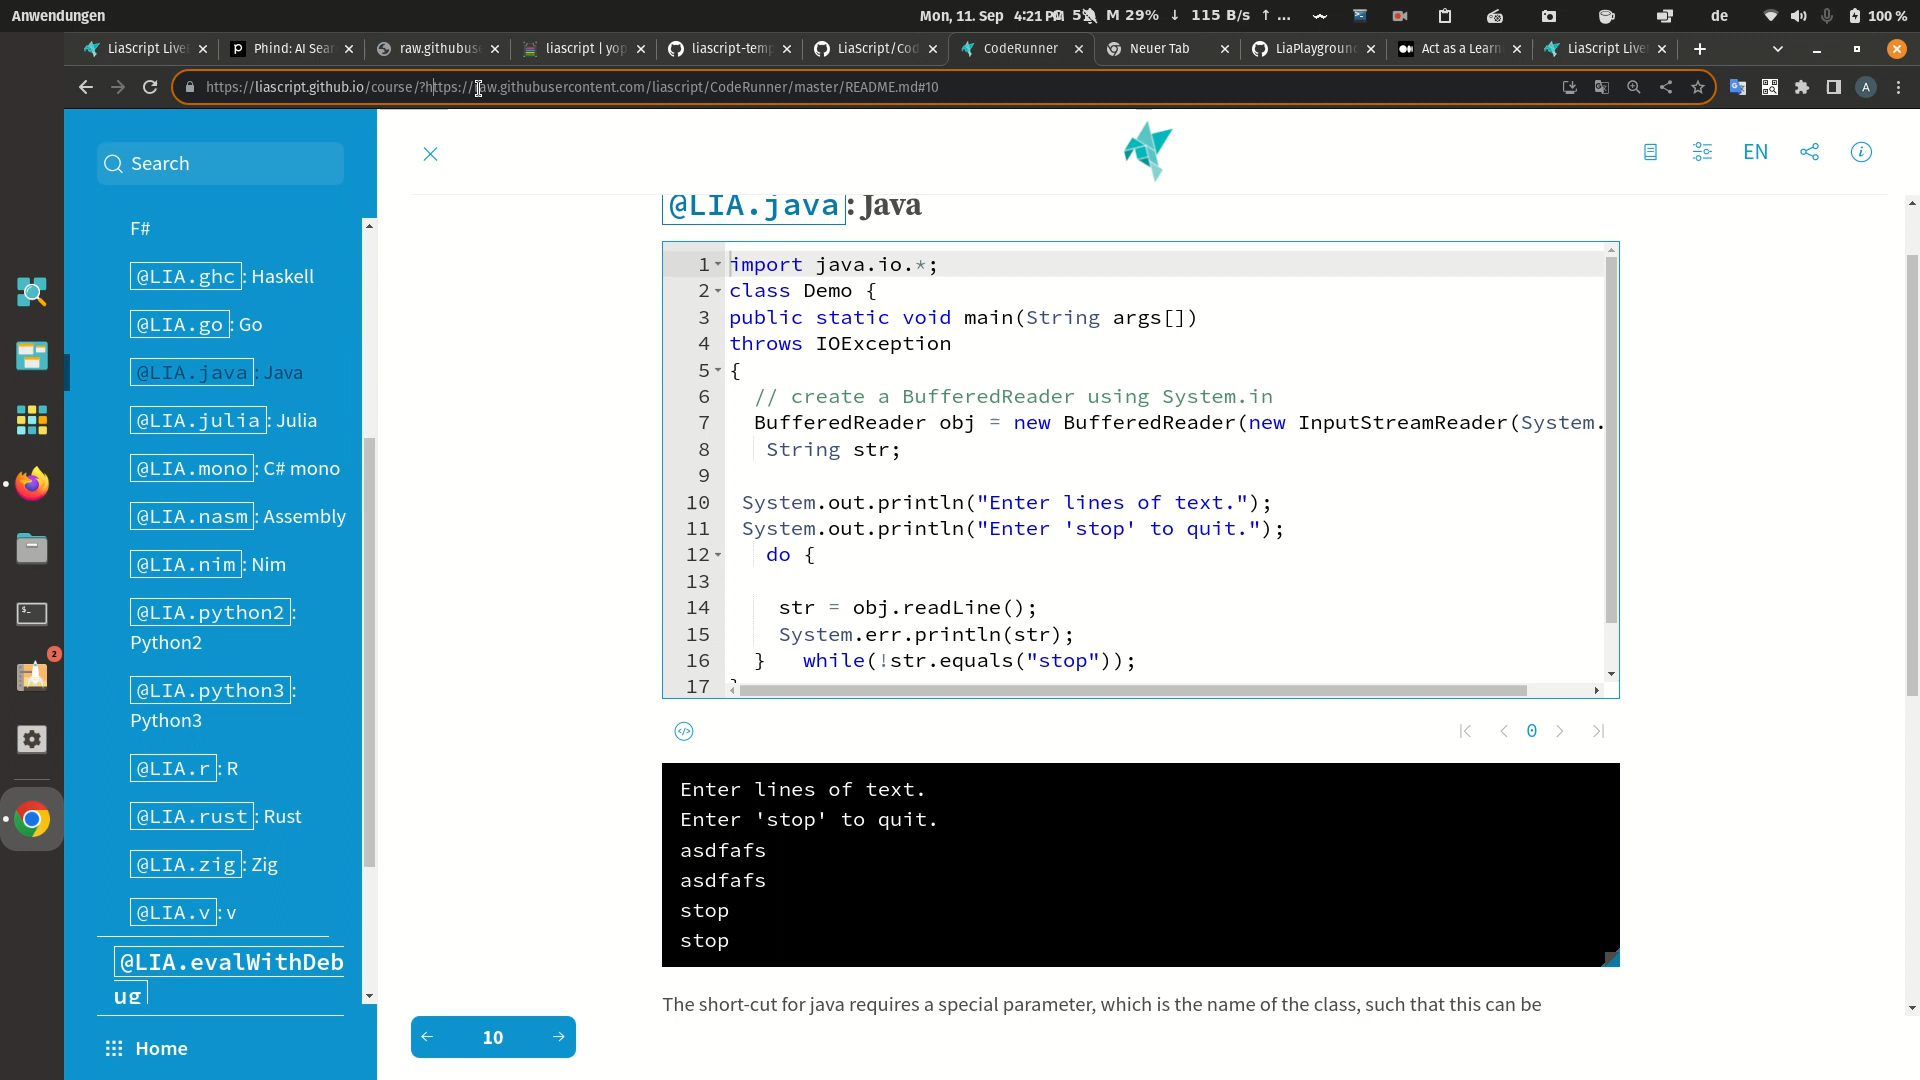 Anwendungen
Mon, 11. Sep 4:21 PM
M 29% ↓ 115 B/s ↑ ...
de
100 %
LiaScript Live
Phind: AI Sear
raw.githubuse
liascript | yop
liascript-temp
LiaScript/Cod
CodeRunner
Neuer Tab
LiaPlayground
Act as a Learn
LiaScript Live
https://liascript.github.io/course/?https://raw.githubusercontent.com/liascript/CodeRunner/master/README.md#10
A
Search
F#
@LIA.ghc: Haskell
@LIA.go: Go
@LIA.java: Java
@LIA.julia: Julia
@LIA.mono: C# mono
@LIA.nasm: Assembly
@LIA.nim: Nim
@LIA.python2:
Python2
@LIA.python3:
Python3
@LIA.r: R
@LIA.rust: Rust
@LIA.zig: Zig
@LIA.v: v
@LIA.evalWithDeb
ug
Home
2
EN
@LIA.java: Java
1 import java.io.*;
2 class Demo {
3 public static void main(String args[])
4 throws IOException
5 {
6   // create a BufferedReader using System.in
7   BufferedReader obj = new BufferedReader(new InputStreamReader(System.
8    String str;
9
10  System.out.println("Enter lines of text.");
11  System.out.println("Enter 'stop' to quit.");
12    do {
13
14     str = obj.readLine();
15     System.err.println(str);
16   }   while(!str.equals("stop"));
17 }
0
Enter lines of text.
Enter 'stop' to quit.
asdfafs
asdfafs
stop
stop
The short-cut for java requires a special parameter, which is the name of the class, such that this can be
← 10 →